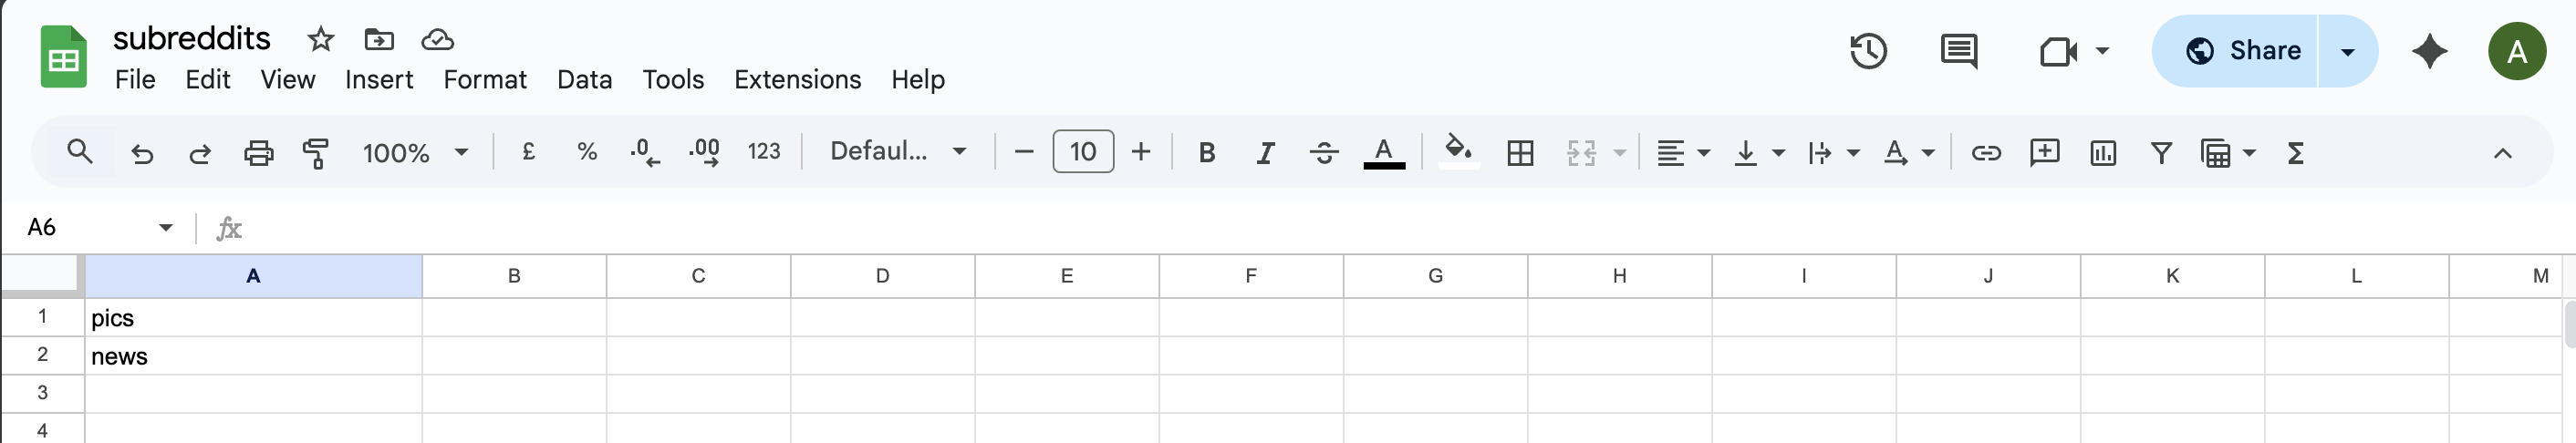 subreddits
File Edit View Insert Format Data Tools Extensions Help
Share
A
100% £ % .0 .00 123 Defaul... 10 B I S A A Σ
A6 fx
A B C D E F G H I J K L M
1 pics
2 news
3
4